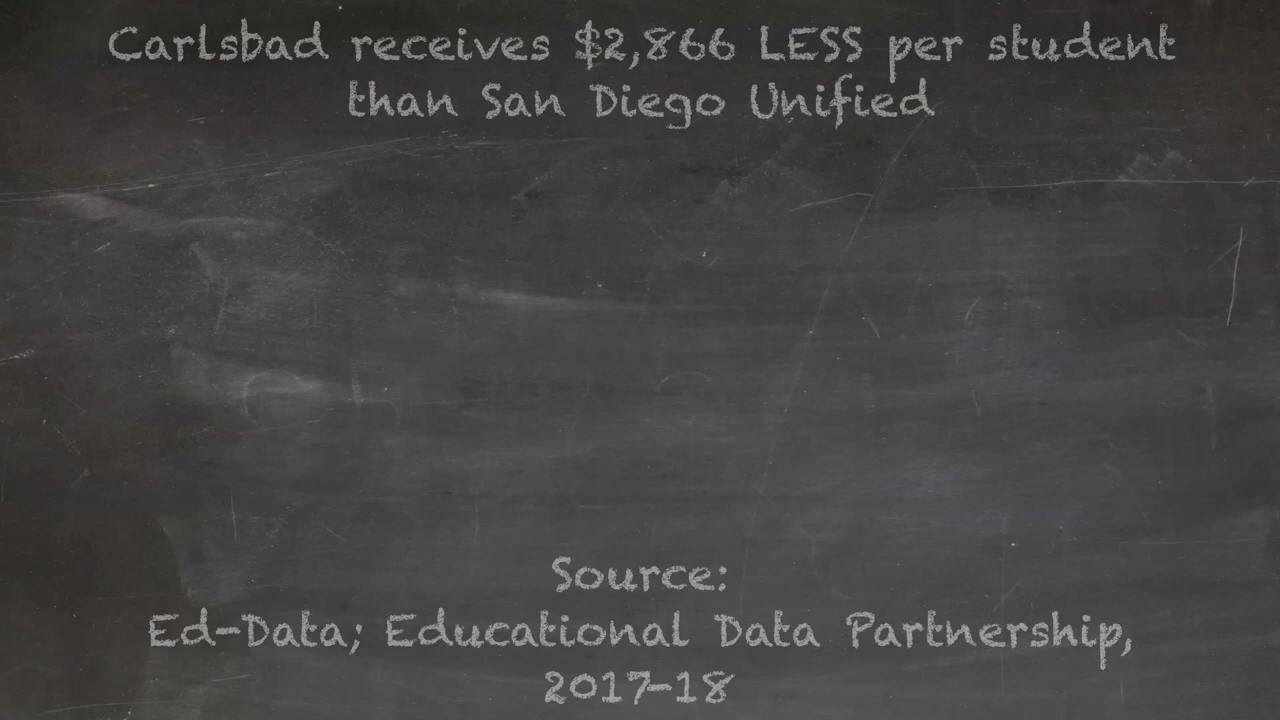 Carlsbad receives $2,866 LESS per student
than San Diego Unified
Source:
Ed-Data; Educational Data Partnership,
2017-18